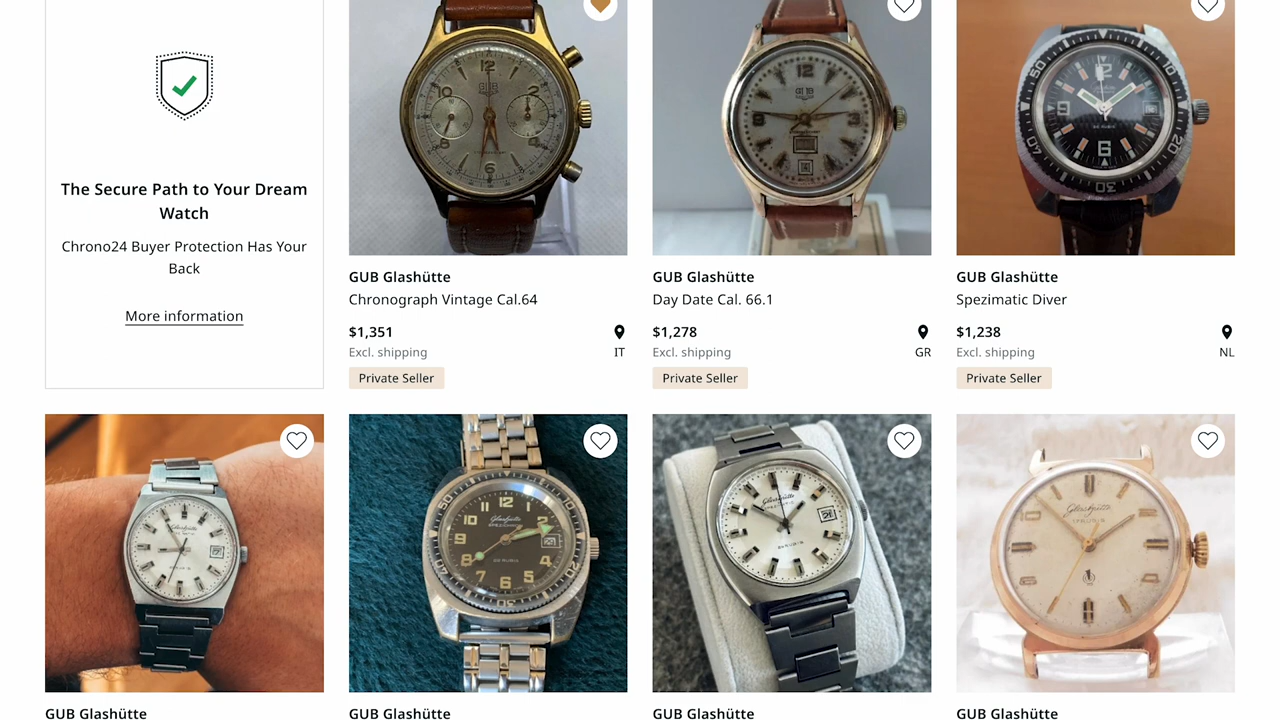 The Secure Path to Your Dream
Watch
Chrono24 Buyer Protection Has Your
Back
More information
GUB Glashütte
Chronograph Vintage Cal.64
$1,351
IT
Excl. shipping
Private Seller
GUB Glashütte
Day Date Cal. 66.1
$1,278
GR
Excl. shipping
Private Seller
GUB Glashütte
Spezimatic Diver
$1,238
NL
Excl. shipping
Private Seller
GUB Glashütte
GUB Glashütte
GUB Glashütte
GUB Glashütte